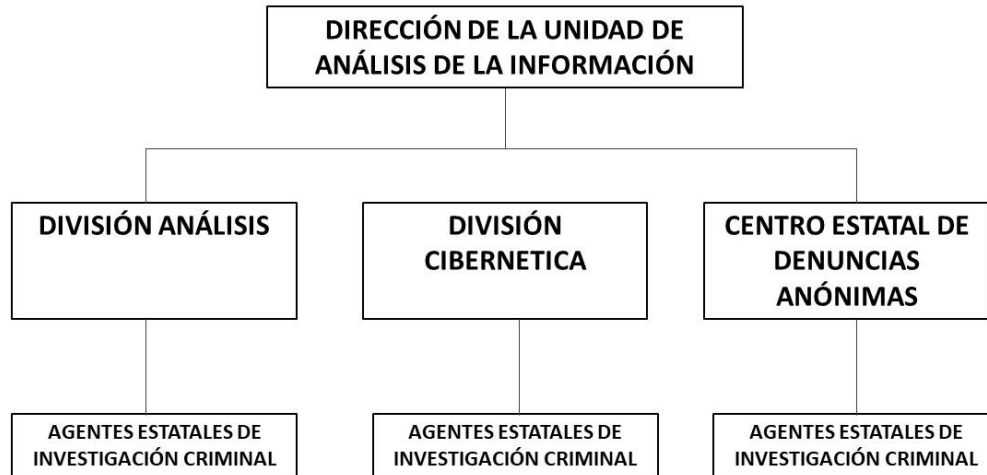 DIRECCIÓN DE LA UNIDAD DE
ANÁLISIS DE LA INFORMACIÓN
DIVISIÓN ANÁLISIS
DIVISIÓN
CIBERNETICA
CENTRO ESTATAL DE
DENUNCIAS
ANÓNIMAS
AGENTES ESTATALES DE
INVESTIGACIÓN CRIMINAL
AGENTES ESTATALES DE
INVESTIGACIÓN CRIMINAL
AGENTES ESTATALES DE
INVESTIGACIÓN CRIMINAL